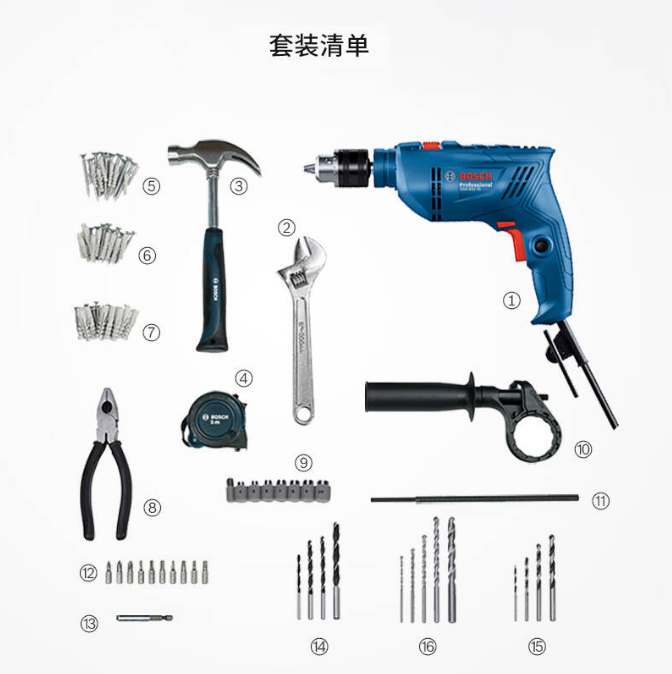 套装清单
⑤
③
BOSCH
Professional
②
⑥
①
BOSCH
⑦
④
BOSCH
3 m
⑩
⑨
⑧
⑪
⑫
⑬
⑭
⑯
⑮